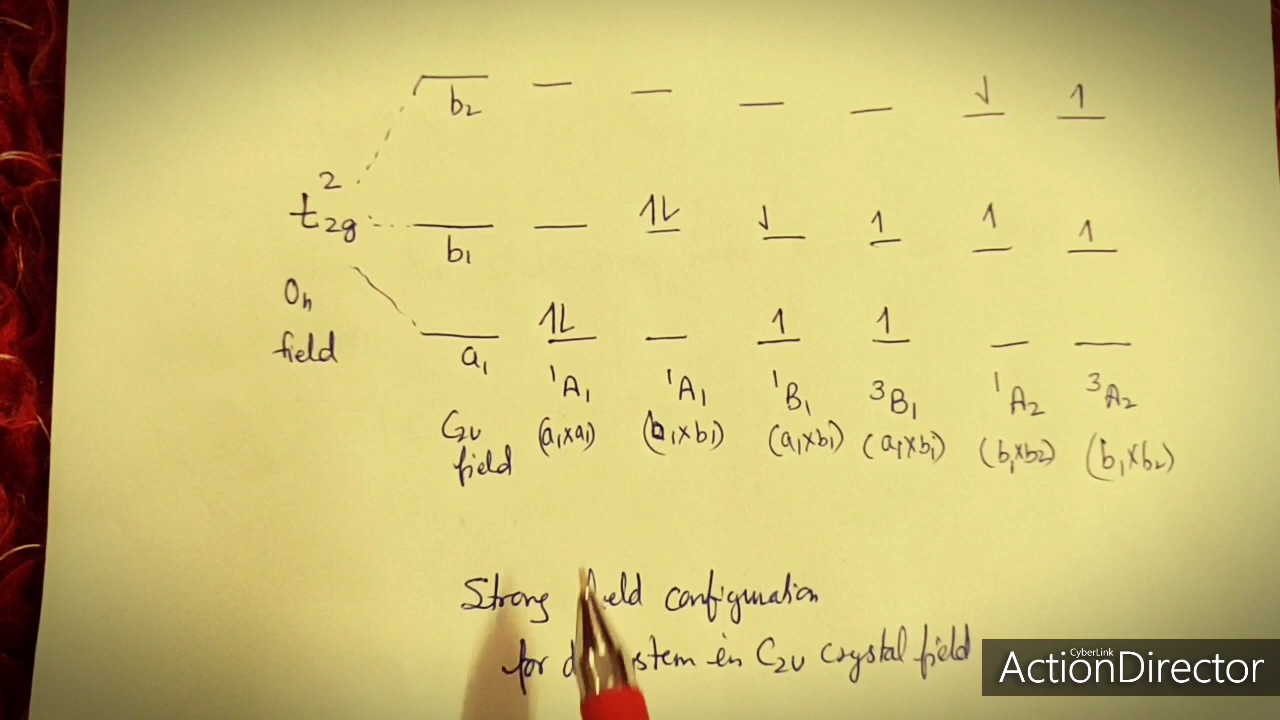 b₂
t₂g²
b₁
Oh
field
a₁
C₂ᵥ
field
¹A₁ ¹A₁ ¹B₁ ³B₁ ¹A₂ ³A₂
(a₁×a₁) (b₁×b₁) (a₁×b₁) (a₁×b₁) (b₁×b₂) (b₁×b₂)
Strong field configuration
for in C₂ᵥ crystal field
CyberLink
ActionDirector